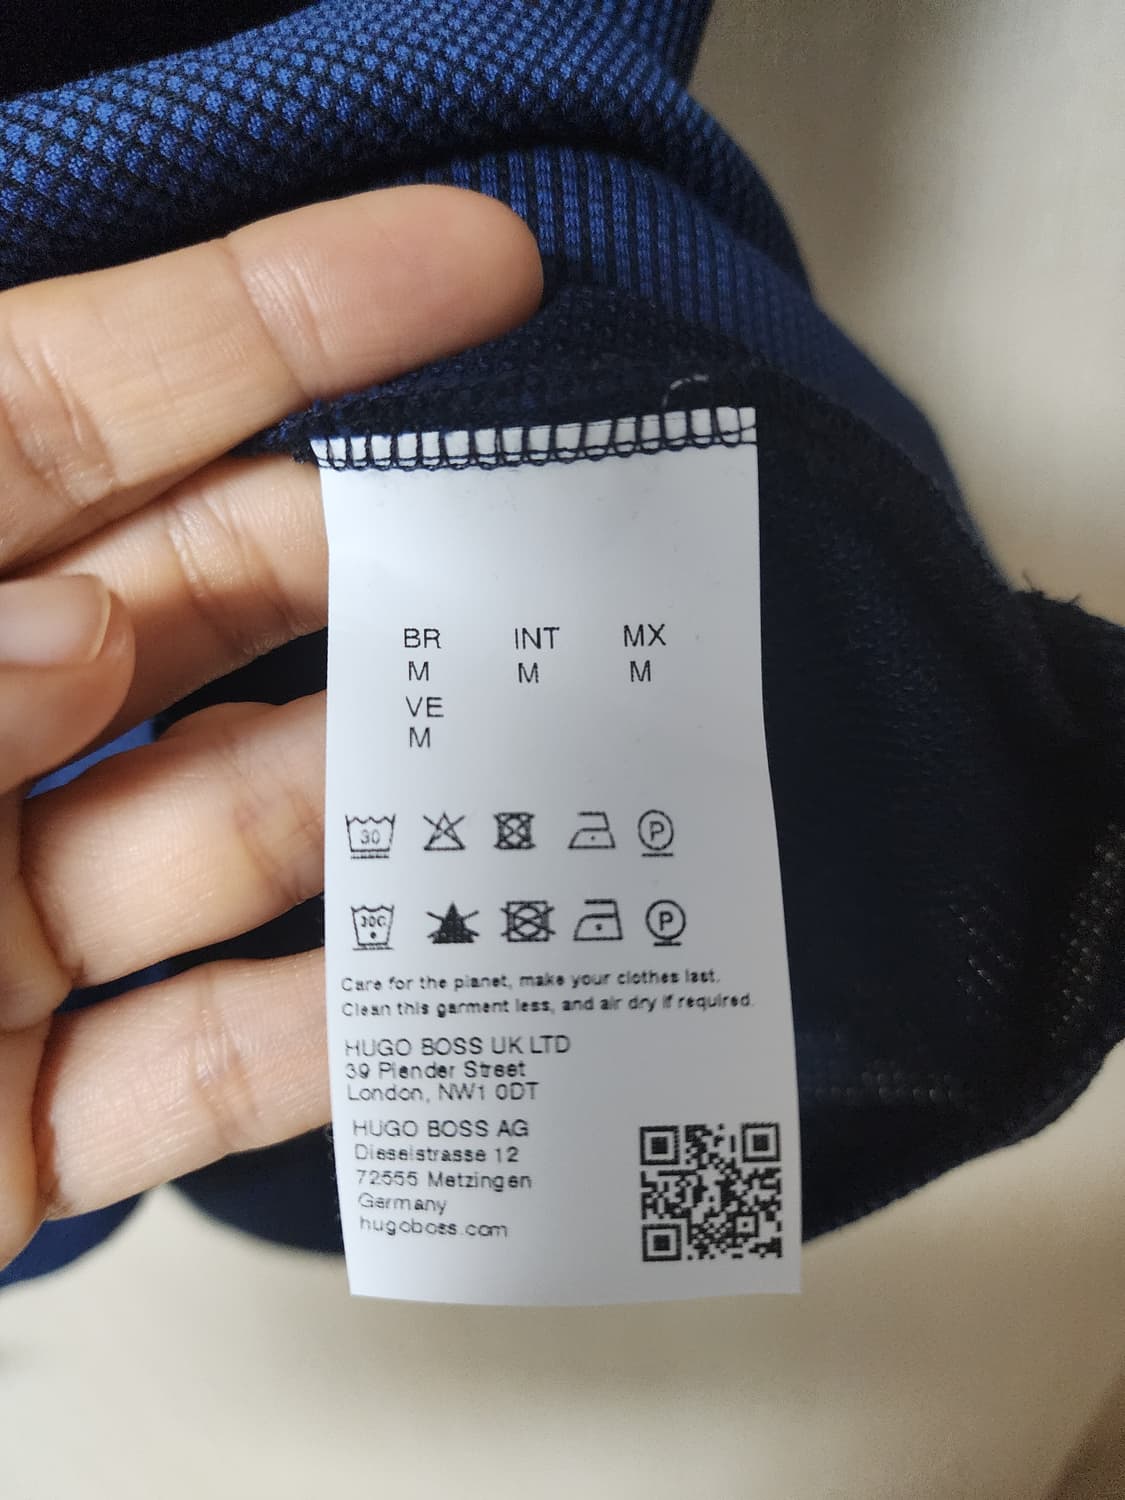 BR INT MX
M M M
VE
M
30 P
30C P
Care for the planet, make your clothes last.
Clean this garment less, and air dry if required.
HUGO BOSS UK LTD
39 Plender Street
London, NW1 0DT
HUGO BOSS AG
Dieselstrasse 12
72555 Metzingen
Germany
hugoboss.com